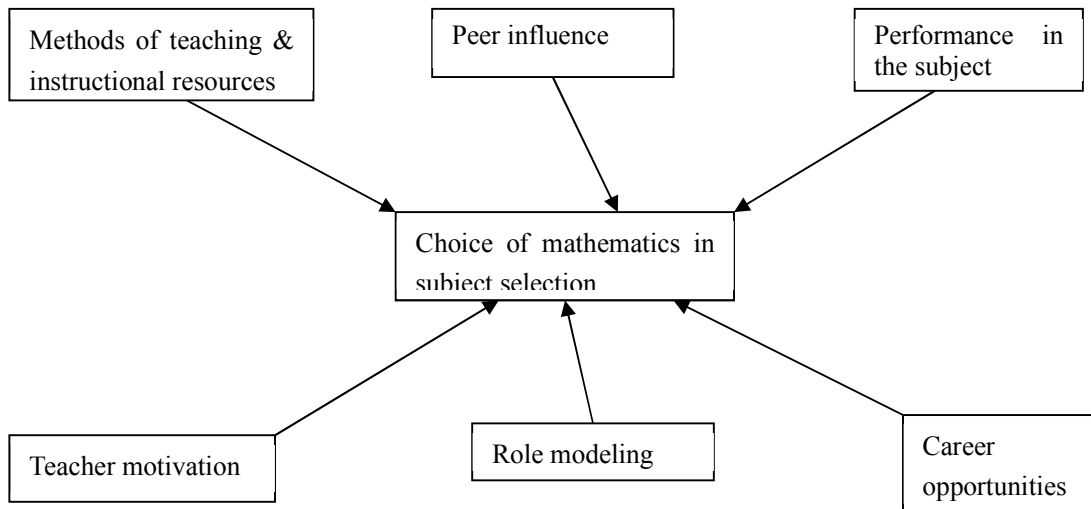 Methods of teaching &
instructional resources
Peer influence
Performance in
the subject
Choice of mathematics in
subject selection
Teacher motivation
Role modeling
Career
opportunities